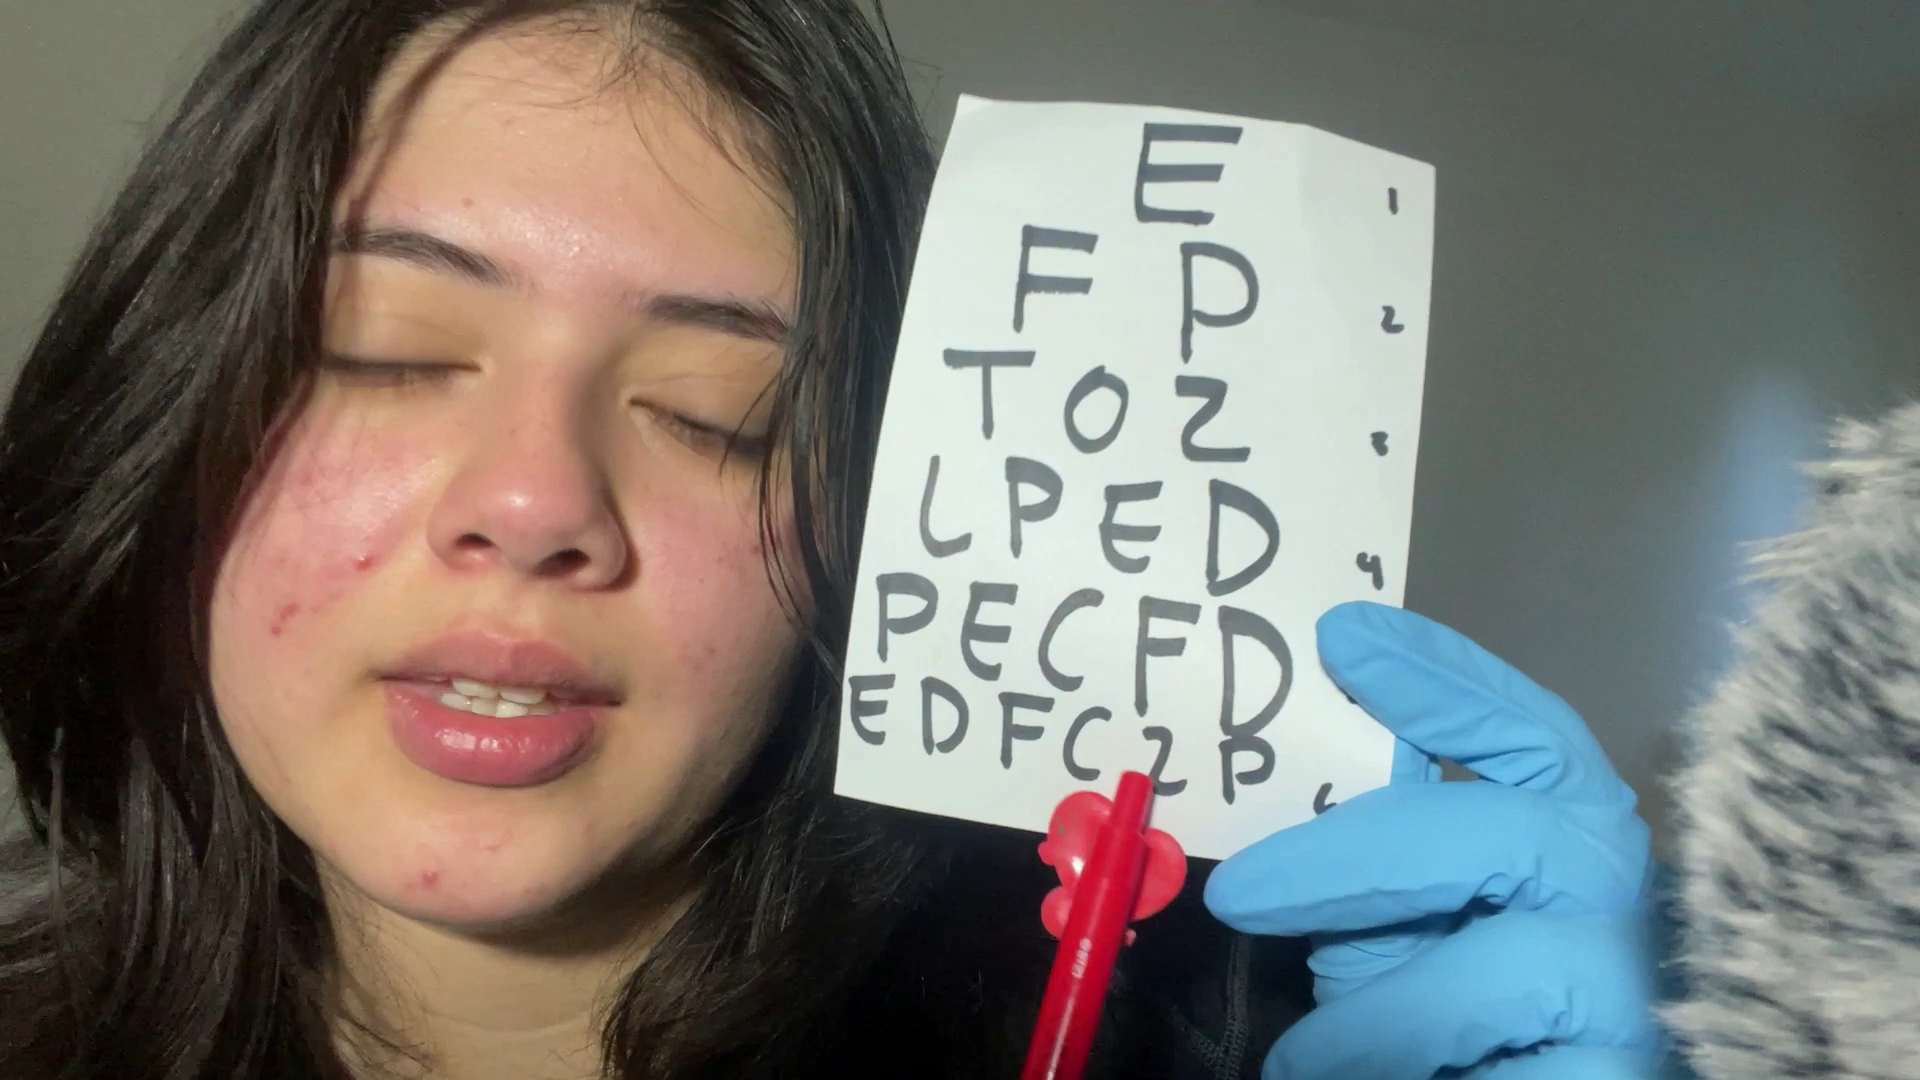 E 1
F P 2
T O Z 3
L P E D 4
P E C F D
E D F C Z P